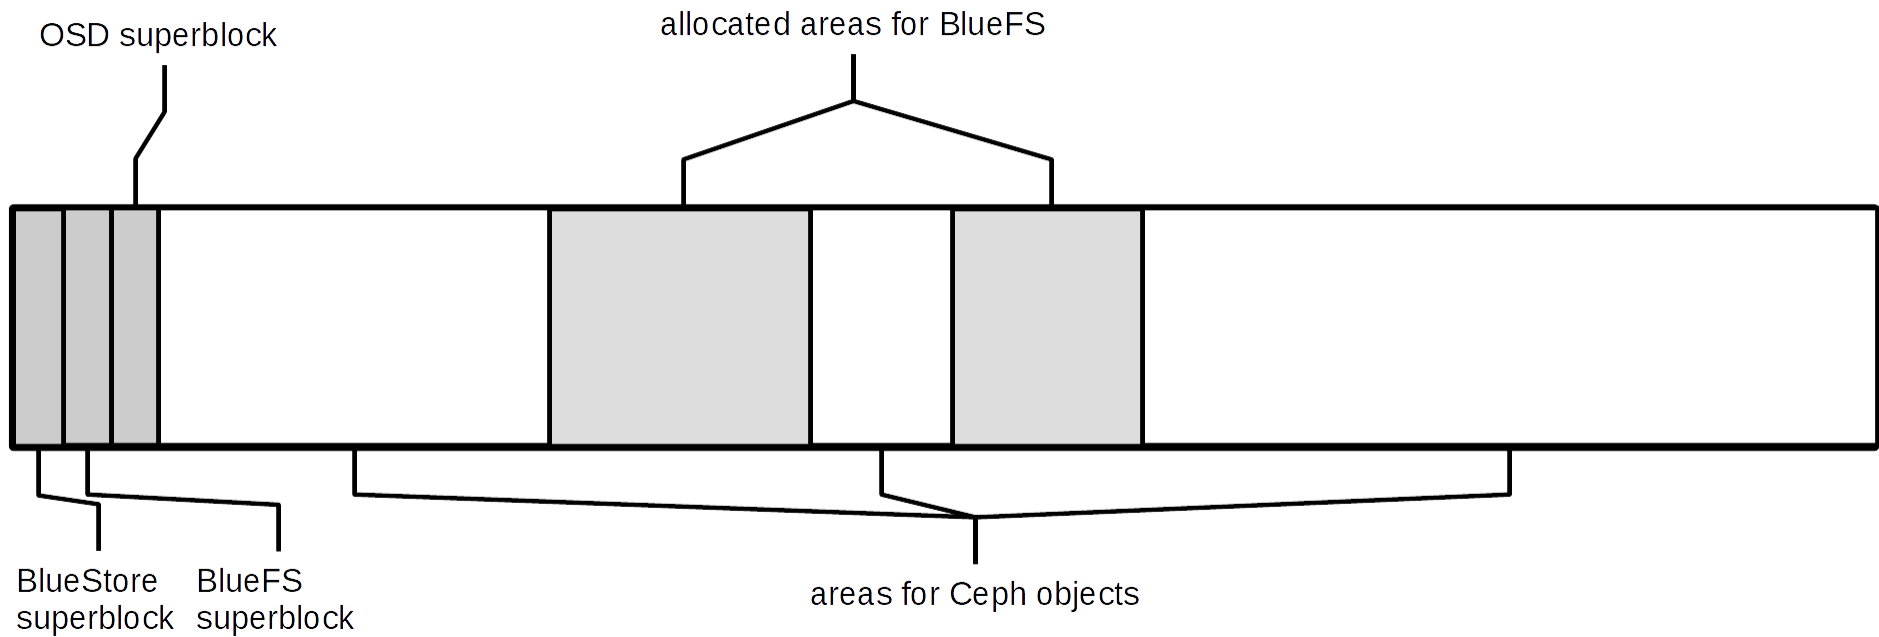 OSD superblock
allocated areas for BlueFS
BlueStore
superblock
BlueFS
superblock
areas for Ceph objects